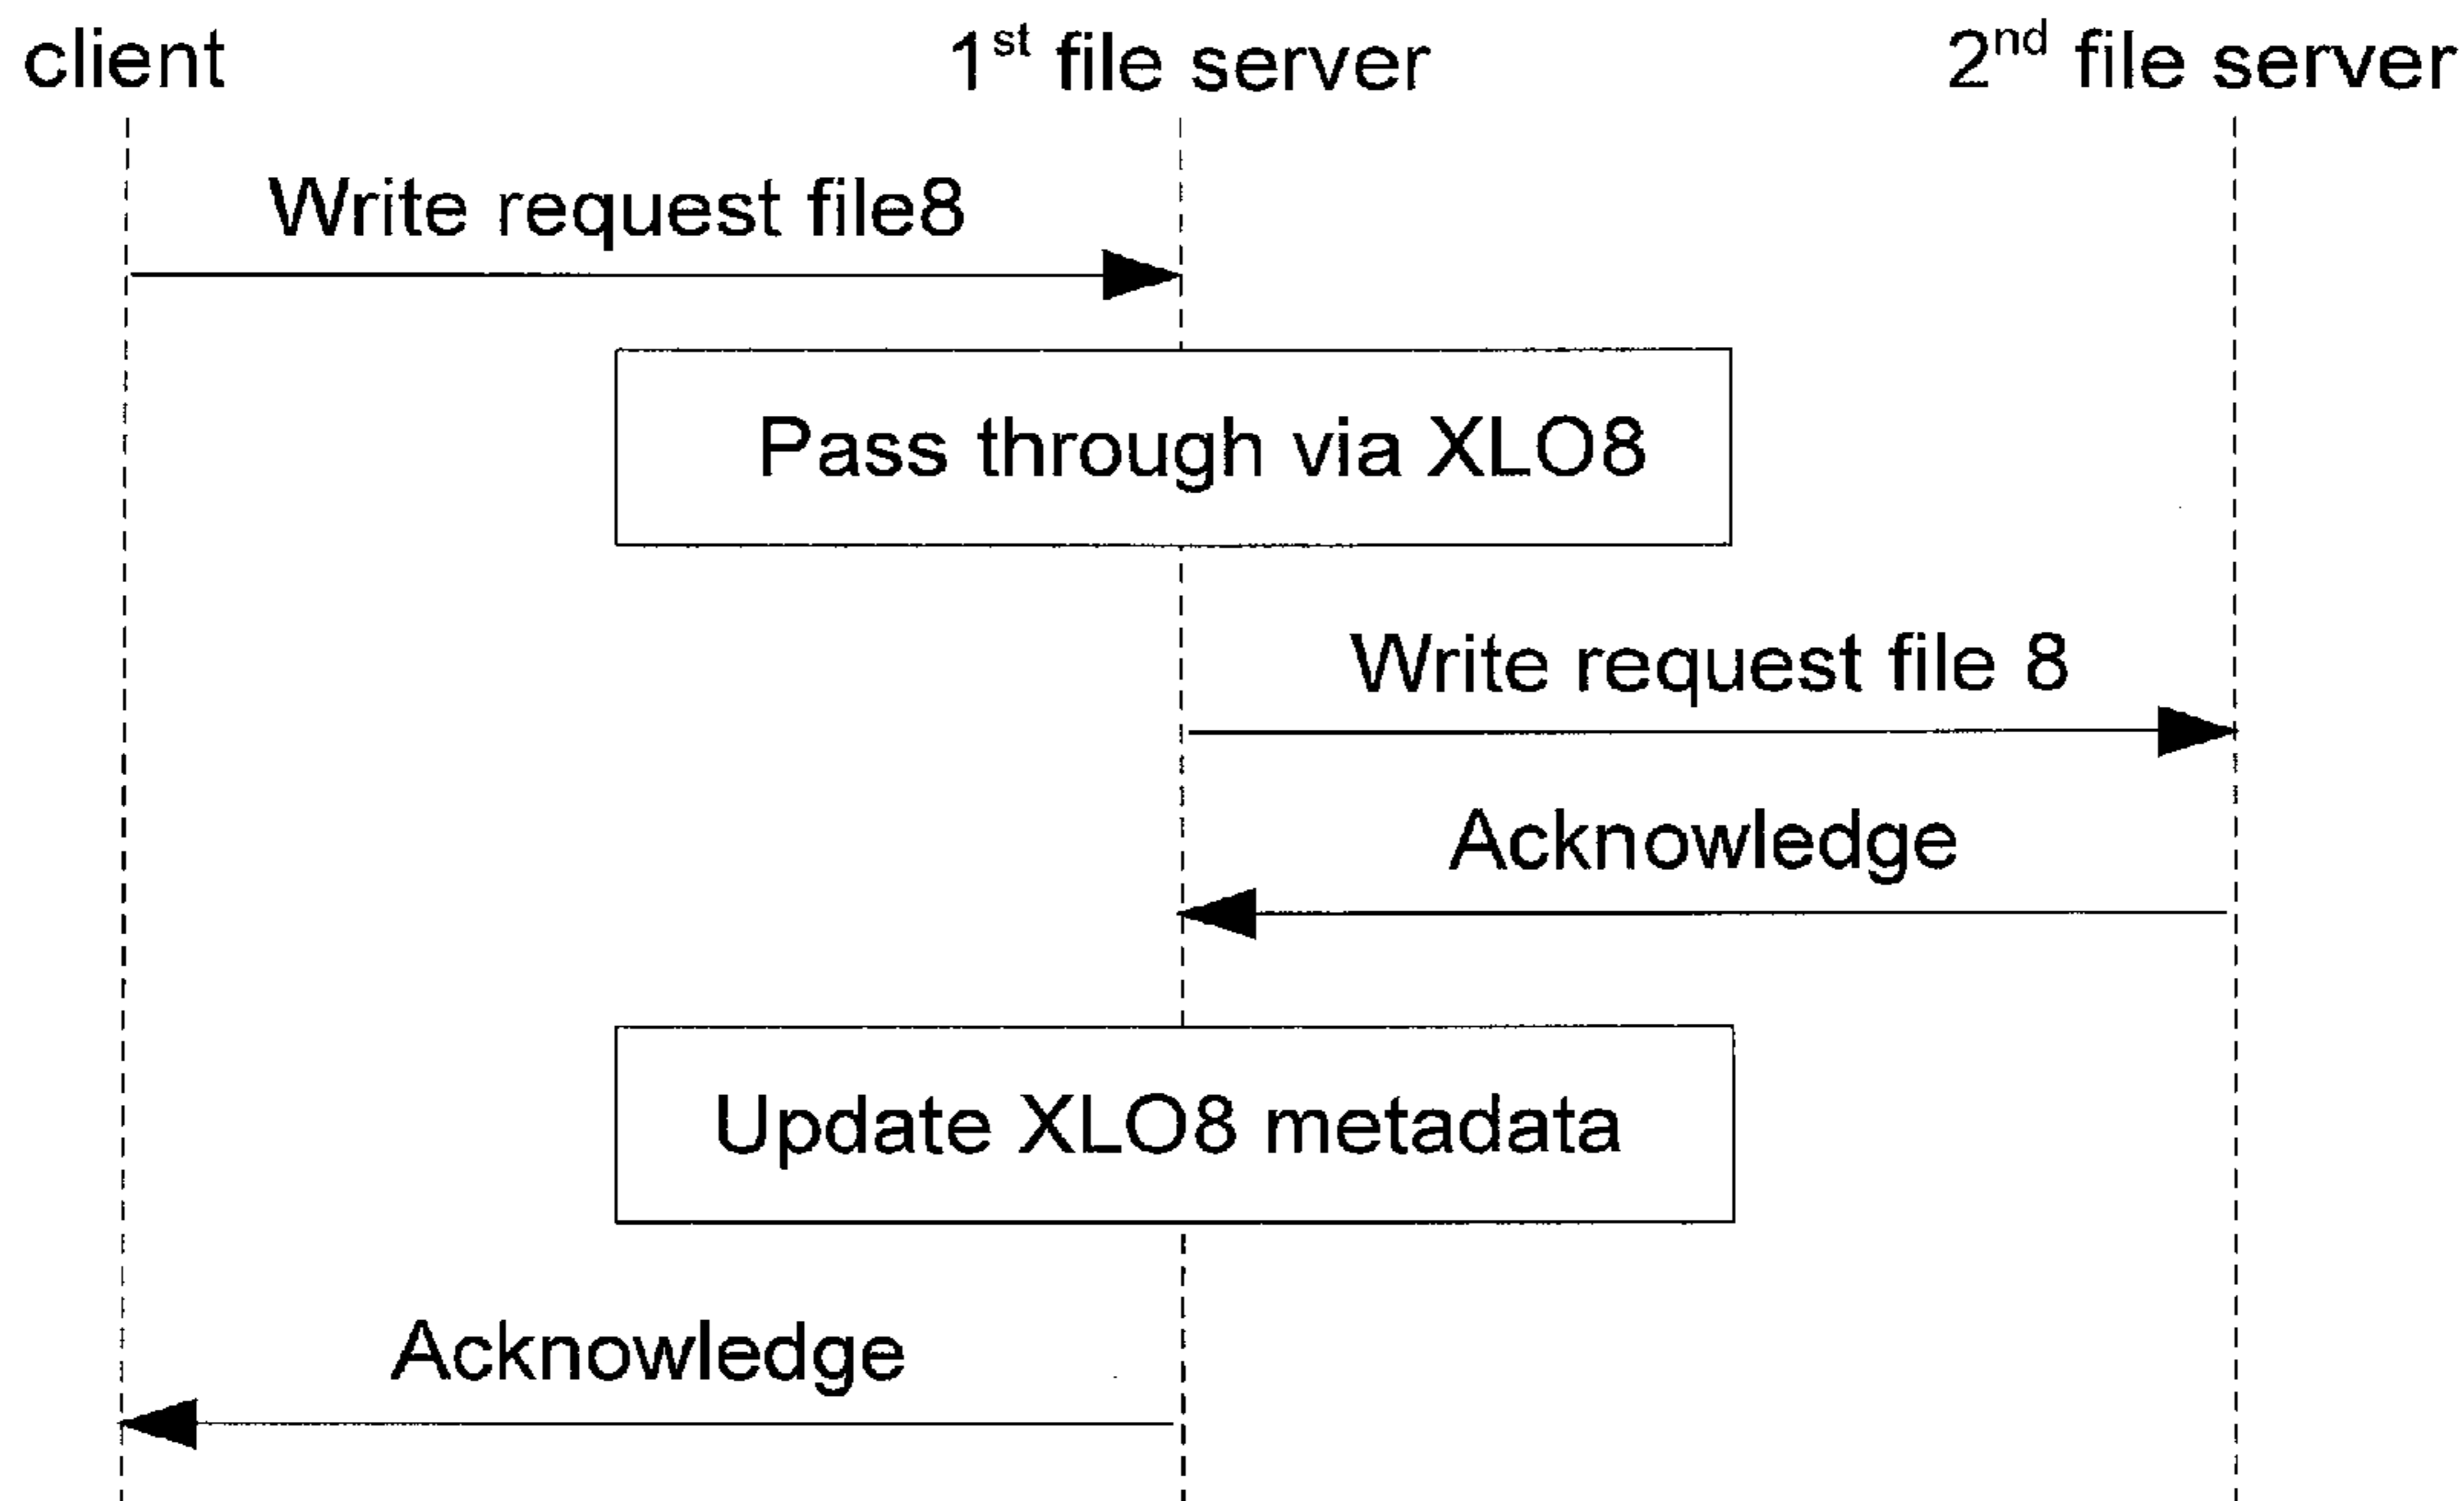 client
1st file server
2nd file server
Write request file8
Pass through via XLO8
Write request file 8
Acknowledge
Update XLO8 metadata
Acknowledge